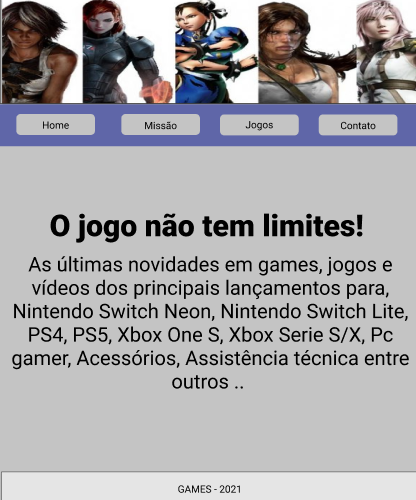 Home
Missão
Jogos
Contato
O jogo não tem limites!
As últimas novidades em games, jogos e
vídeos dos principais lançamentos para,
Nintendo Switch Neon, Nintendo Switch Lite,
PS4, PS5, Xbox One S, Xbox Serie S/X, Pc
gamer, Acessórios, Assistência técnica entre
outros ..
GAMES - 2021